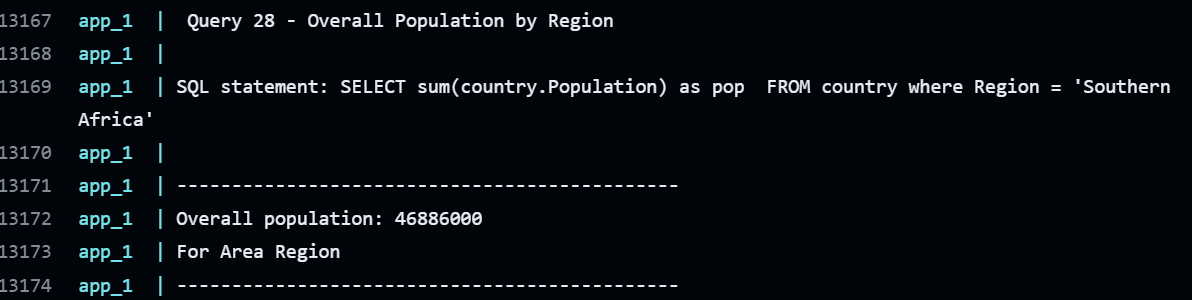 13167 app_1 | Query 28 - Overall Population by Region
13168 app_1 |
13169 app_1 | SQL statement: SELECT sum(country.Population) as pop  FROM country where Region = 'Southern
Africa'
13170 app_1 |
13171 app_1 | ----------------------------------------------
13172 app_1 | Overall population: 46886000
13173 app_1 | For Area Region
13174 app_1 | ----------------------------------------------